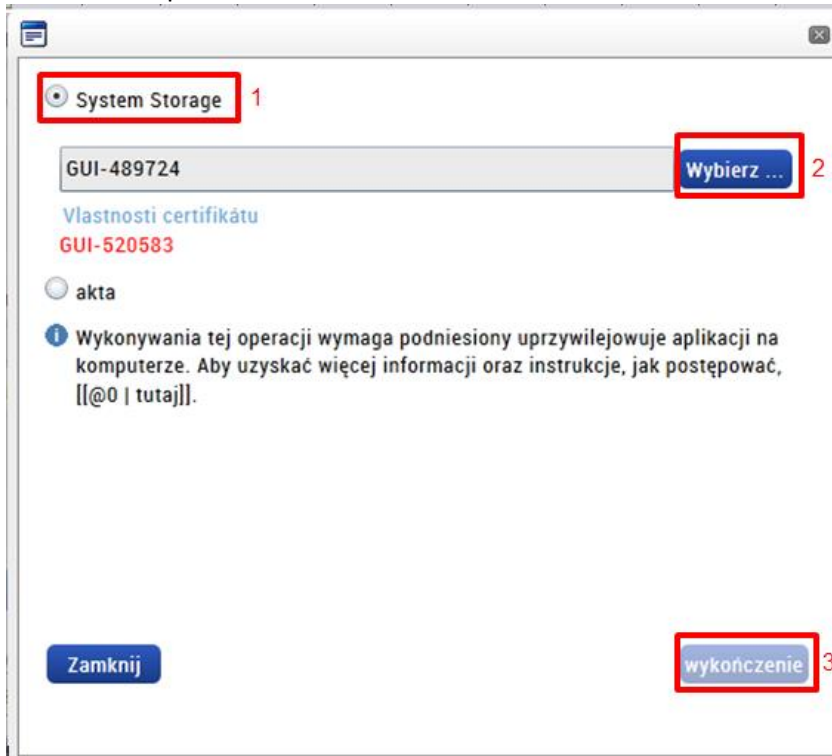 System Storage 1
GUI-489724 Wybierz ... 2
Vlastnosti certifikátu
GUI-520583
akta
Wykonywania tej operacji wymaga podniesiony uprzywilejowuje aplikacji na
komputerze. Aby uzyskać więcej informacji oraz instrukcje, jak postępować,
[[@0 | tutaj]].
Zamknij wykończenie 3